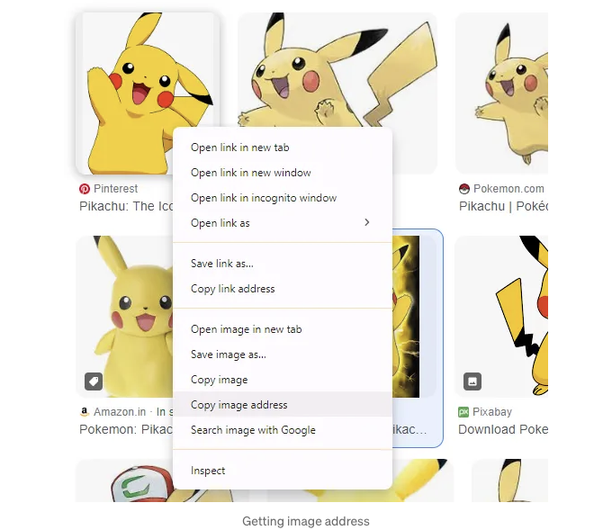 Pinterest
Pikachu: The Ico
Pokemon.com
Pikachu | Poké
Open link in new tab
Open link in new window
Open link in incognito window
Open link as
Save link as...
Copy link address
Open image in new tab
Save image as...
Copy image
Copy image address
Search image with Google
Inspect
Amazon.in · In s
Pokemon: Pikac
ikac...
Pixabay
Download Poke
Getting image address